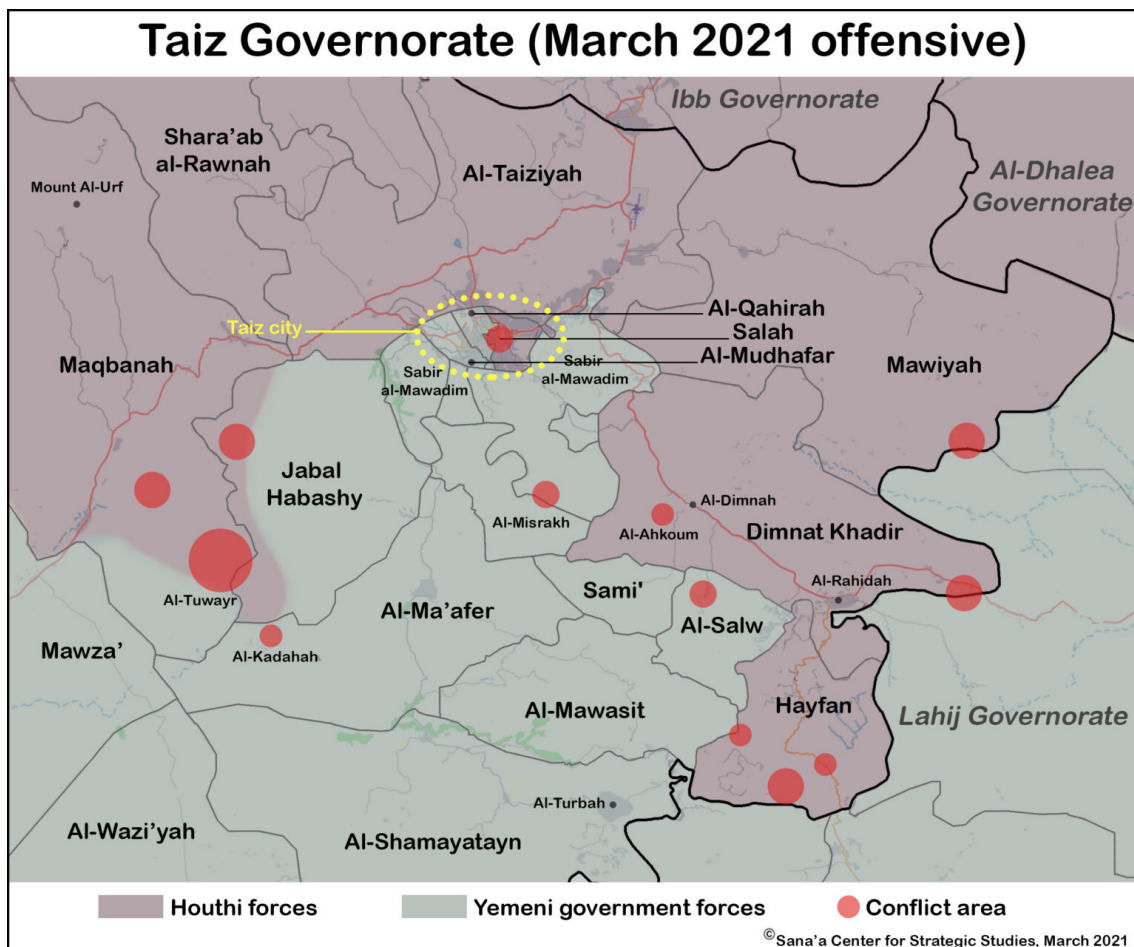 Taiz Governorate (March 2021 offensive)
Ibb Governorate
Shara'ab
al-Rawnah
Al-Taiziyah
Al-Dhalea
Governorate
Mount Al-Urf
Al-Qahirah
Taiz city
Salah
Al-Mudhafar
Maqbanah
Sabir
al-Mawadim
Sabir
al-Mawadim
Mawiyah
Jabal
Habashy
Al-Misrakh
Al-Dimnah
Al-Ahkoum
Dimnat Khadir
Al-Tuwayr
Sami'
Al-Rahidah
Al-Ma'afer
Al-Salw
Mawza'
Al-Kadahah
Al-Mawasit
Hayfan
Lahij Governorate
Al-Turbah
Al-Wazi'yah
Al-Shamayatayn
Houthi forces
Yemeni government forces
Conflict area
©Sana'a Center for Strategic Studies, March 2021